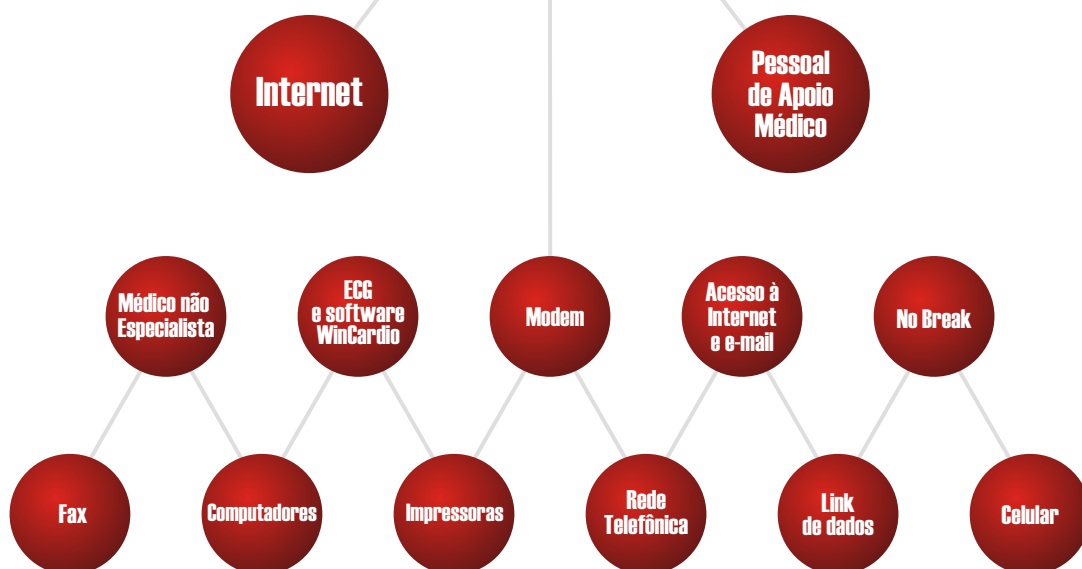 Internet
Pessoal
de Apoio
Médico
Médico não
Especialista
ECG
e software
WinCardio
Modem
Acesso à
Internet
e e-mail
No Break
Fax
Computadores
Impressoras
Rede
Telefônica
Link
de dados
Celular